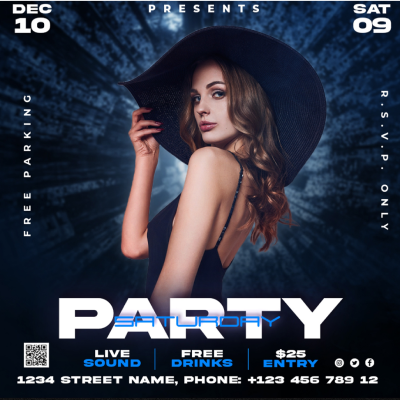 DEC
10
PRESENTS
SAT
09
FREE PARKING
R.S.V.P. ONLY
PARTY
SATURDAY
LIVE
SOUND
FREE
DRINKS
$25
ENTRY
1234 STREET NAME, PHONE: +123 456 789 12